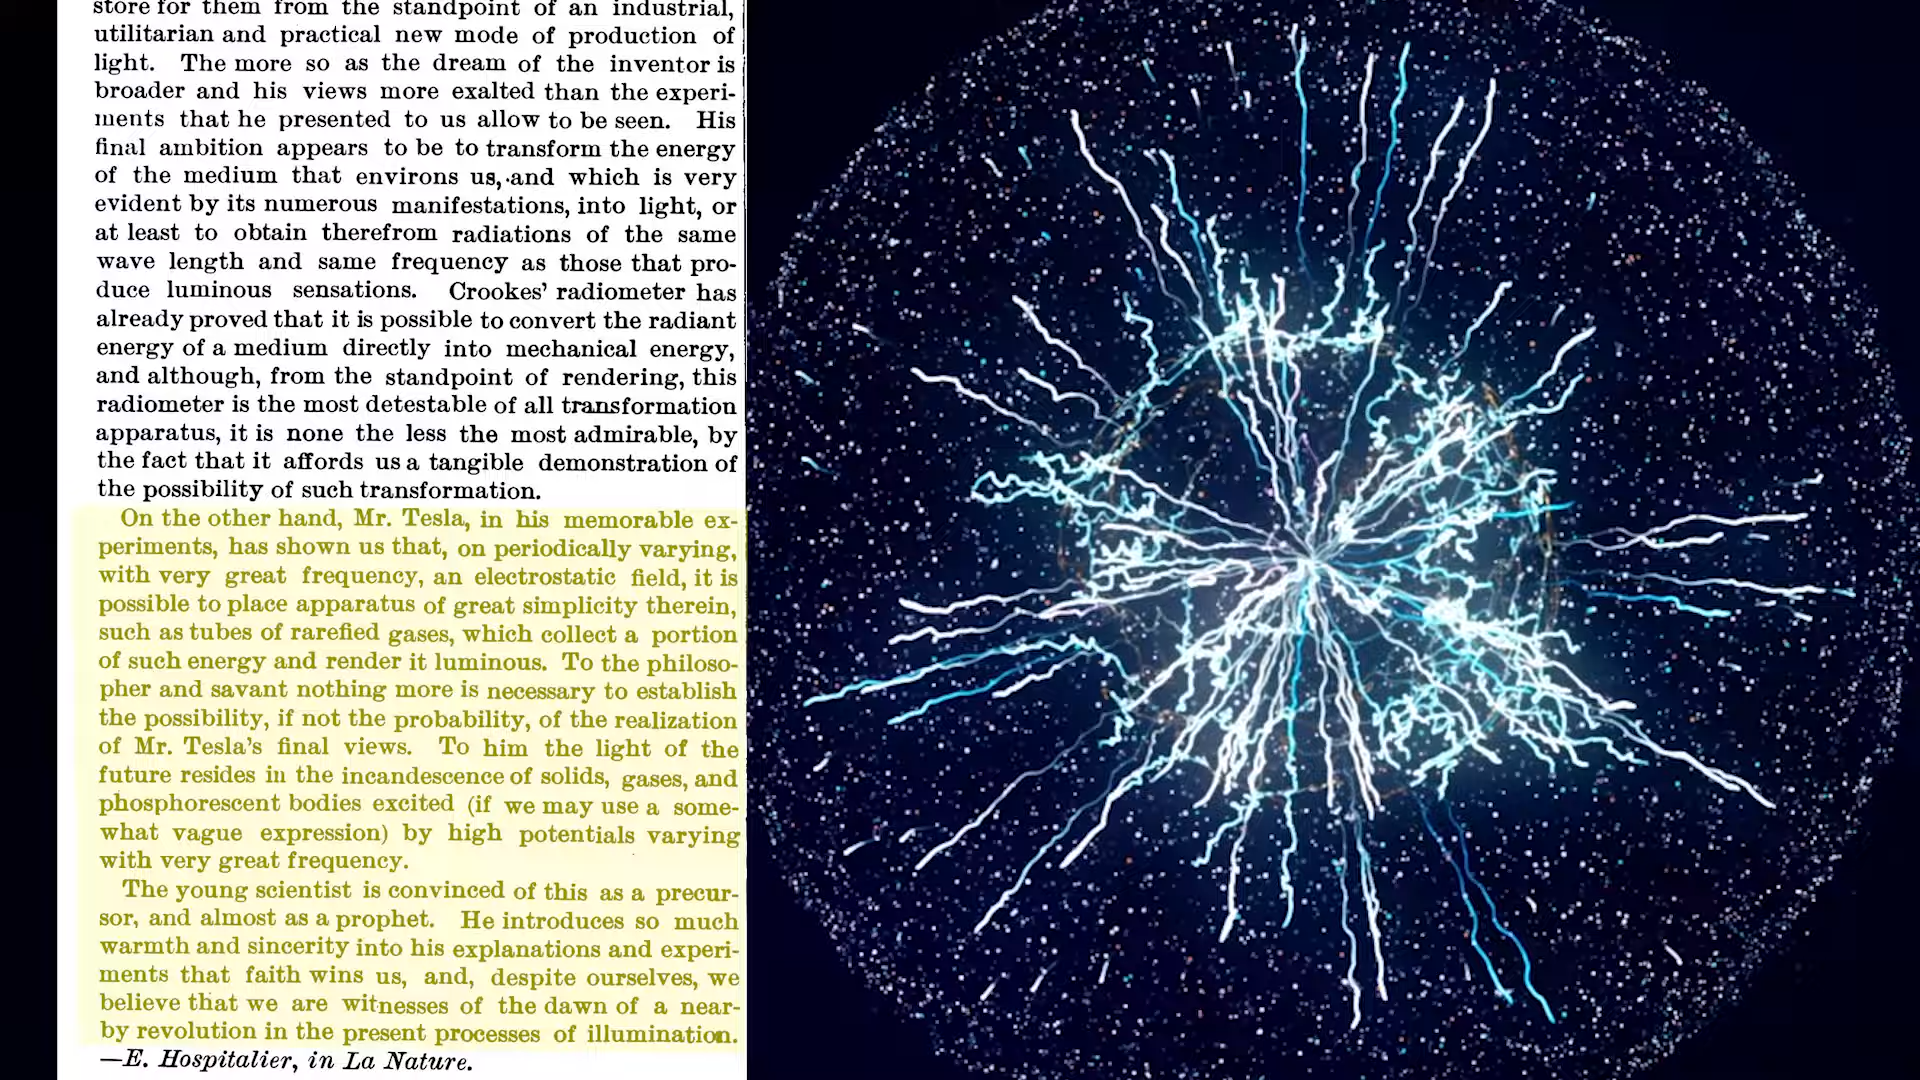 store for them from the standpoint of an industrial,
utilitarian and practical new mode of production of
light. The more so as the dream of the inventor is
broader and his views more exalted than the experi-
ments that he presented to us allow to be seen. His
final ambition appears to be to transform the energy
of the medium that environs us, and which is very
evident by its numerous manifestations, into light, or
at least to obtain therefrom radiations of the same
wave length and same frequency as those that pro-
duce luminous sensations. Crookes' radiometer has
already proved that it is possible to convert the radiant
energy of a medium directly into mechanical energy,
and although, from the standpoint of rendering, this
radiometer is the most detestable of all transformation
apparatus, it is none the less the most admirable, by
the fact that it affords us a tangible demonstration of
the possibility of such transformation.
On the other hand, Mr. Tesla, in his memorable ex-
periments, has shown us that, on periodically varying,
with very great frequency, an electrostatic field, it is
possible to place apparatus of great simplicity therein,
such as tubes of rarefied gases, which collect a portion
of such energy and render it luminous. To the philoso-
pher and savant nothing more is necessary to establish
the possibility, if not the probability, of the realization
of Mr. Tesla's final views. To him the light of the
future resides in the incandescence of solids, gases, and
phosphorescent bodies excited (if we may use a some-
what vague expression) by high potentials varying
with very great frequency.
The young scientist is convinced of this as a precur-
sor, and almost as a prophet. He introduces so much
warmth and sincerity into his explanations and experi-
ments that faith wins us, and, despite ourselves, we
believe that we are witnesses of the dawn of a near-
by revolution in the present processes of illumination.
—E. Hospitalier, in La Nature.